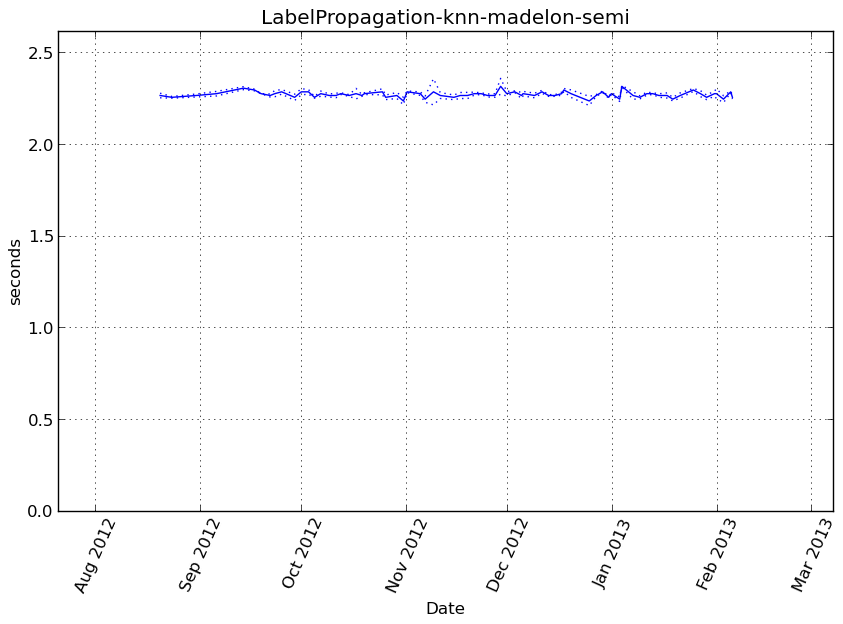 LabelPropagation-knn-madelon-semi
2.5
2.0
1.5
1.0
0.5
0.0
seconds
Aug 2012
Sep 2012
Oct 2012
Nov 2012
Dec 2012
Jan 2013
Feb 2013
Mar 2013
Date